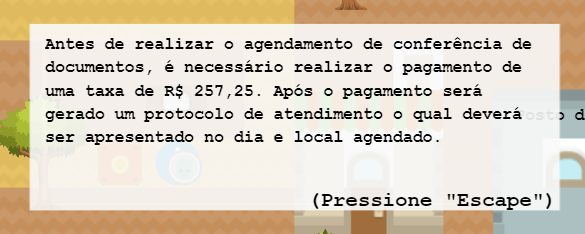 Antes de realizar o agendamento de conferência de
documentos, é necessário realizar o pagamento de
uma taxa de R$ 257,25. Após o pagamento será
gerado um protocolo de atendimento o qual deverá
ser apresentado no dia e local agendado.
(Pressione "Escape")